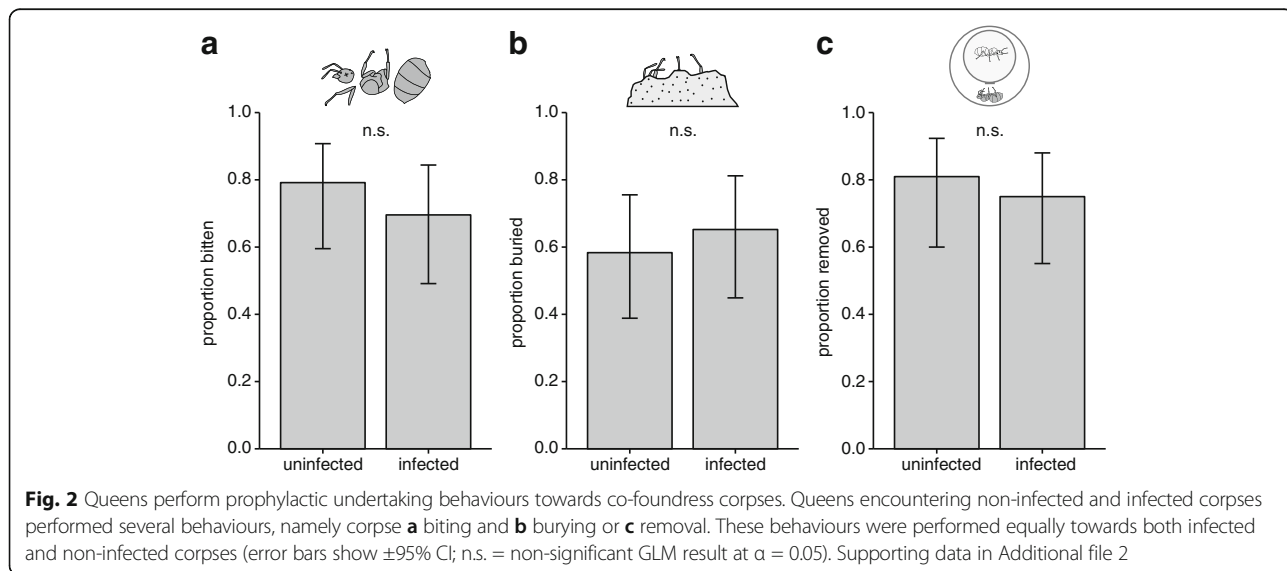 a
n.s.
proportion bitten
1.0
0.8
0.6
0.4
0.2
0.0
uninfected infected
b
n.s.
proportion buried
1.0
0.8
0.6
0.4
0.2
0.0
uninfected infected
c
n.s.
proportion removed
1.0
0.8
0.6
0.4
0.2
0.0
uninfected infected
Fig. 2 Queens perform prophylactic undertaking behaviours towards co-foundress corpses. Queens encountering non-infected and infected corpses
performed several behaviours, namely corpse a biting and b burying or c removal. These behaviours were performed equally towards both infected
and non-infected corpses (error bars show ±95% CI; n.s. = non-significant GLM result at α = 0.05). Supporting data in Additional file 2